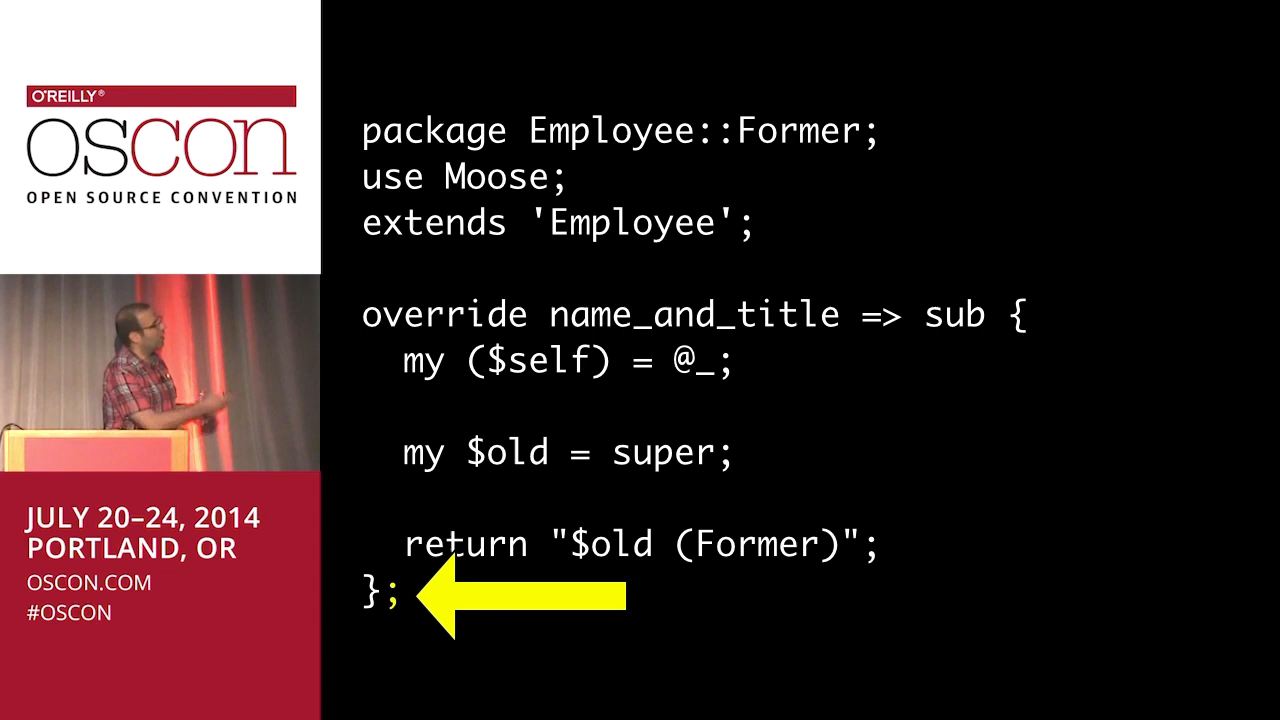 O'REILLY®
oscon
OPEN SOURCE CONVENTION
JULY 20–24, 2014
PORTLAND, OR
OSCON.COM
#OSCON
package Employee::Former;
use Moose;
extends 'Employee';
override name_and_title => sub {
  my ($self) = @_;
  my $old = super;
  return "$old (Former)";
};